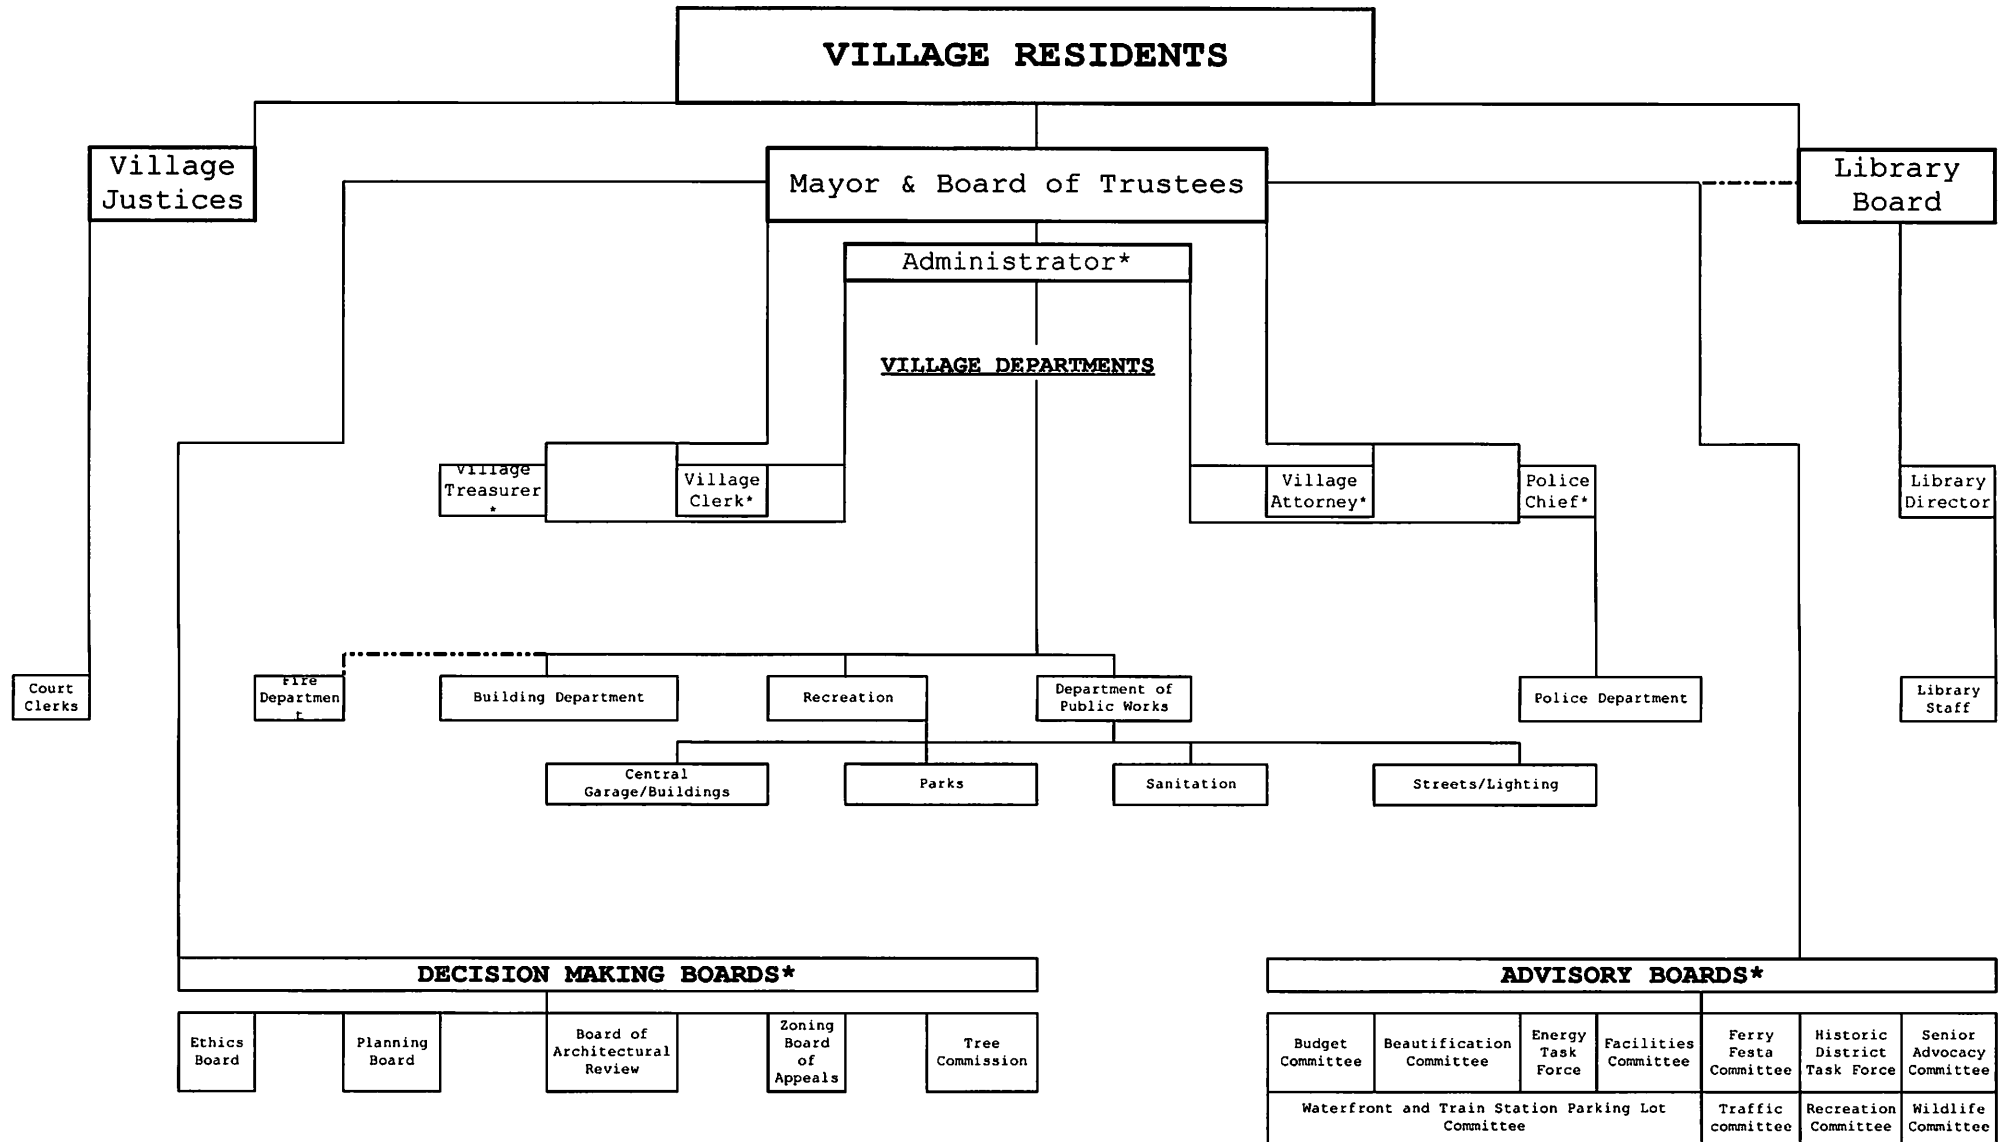 VILLAGE RESIDENTS
Village
Justices
Mayor & Board of Trustees
Library
Board
Administrator*
VILLAGE DEPARTMENTS
Village
Treasurer
*
Village
Clerk*
Village
Attorney*
Police
Chief*
Library
Director
Court
Clerks
Fire
Departmen
t
Building Department
Recreation
Department of
Public Works
Police Department
Library
Staff
Central
Garage/Buildings
Parks
Sanitation
Streets/Lighting
DECISION MAKING BOARDS*
ADVISORY BOARDS*
Ethics
Board
Planning
Board
Board of
Architectural
Review
Zoning
Board
of
Appeals
Tree
Commission
Budget
Committee
Beautification
Committee
Energy
Task
Force
Facilities
Committee
Ferry
Festa
Committee
Historic
District
Task Force
Senior
Advocacy
Committee
Waterfront and Train Station Parking Lot
Committee
Traffic
committee
Recreation
Committee
Wildlife
Committee